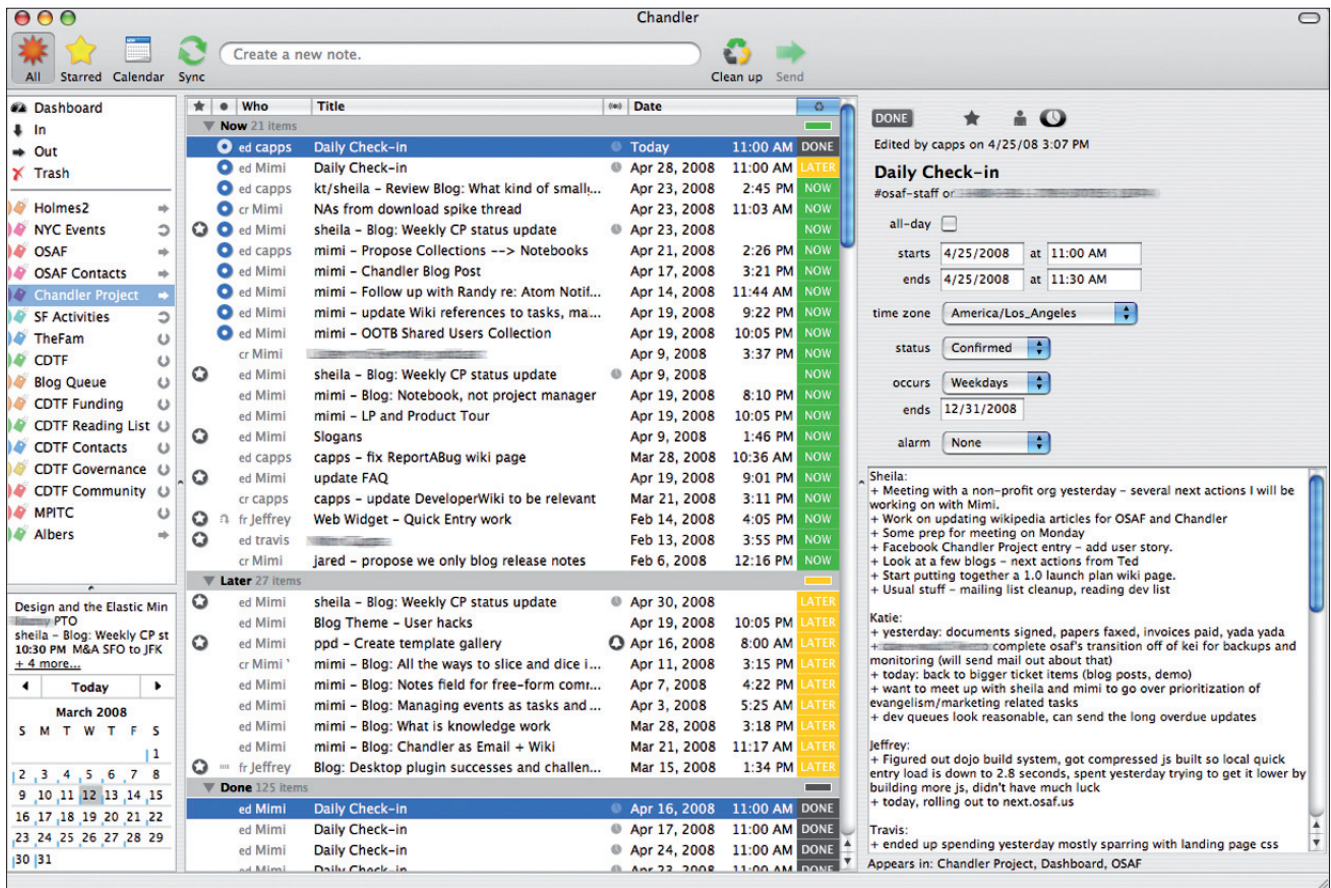 Chandler
All Starred Calendar Sync
Create a new note.
Clean up Send
Dashboard
In
Out
Trash
Holmes2
NYC Events
OSAF
OSAF Contacts
Chandler Project
SF Activities
TheFam
CDTF
Blog Queue
CDTF Funding
CDTF Reading List
CDTF Contacts
CDTF Governance
CDTF Community
MPITC
Albers
Design and the Elastic Min
PTO
sheila – Blog: Weekly CP st
10:30 PM M&A SFO to JFK
+ 4 more...
Today
March 2008
S M T W T F S
1
2 3 4 5 6 7 8
9 10 11 12 13 14 15
16 17 18 19 20 21 22
23 24 25 26 27 28 29
30 31
Who Title Date
Now 21 items
ed capps Daily Check-in Today 11:00 AM DONE
ed Mimi Daily Check-in Apr 28, 2008 11:00 AM LATER
ed capps kt/sheila – Review Blog: What kind of smally... Apr 23, 2008 2:45 PM NOW
cr Mimi NAs from download spike thread Apr 23, 2008 11:03 AM NOW
ed Mimi sheila – Blog: Weekly CP status update Apr 23, 2008 NOW
ed capps mimi – Propose Collections --> Notebooks Apr 21, 2008 2:26 PM NOW
ed Mimi mimi – Chandler Blog Post Apr 17, 2008 3:21 PM NOW
ed Mimi mimi – Follow up with Randy re: Atom Notif... Apr 14, 2008 11:44 AM NOW
ed Mimi mimi – update Wiki references to tasks, ma... Apr 19, 2008 9:22 PM NOW
ed Mimi mimi – OOTB Shared Users Collection Apr 19, 2008 10:05 PM NOW
cr Mimi Apr 9, 2008 3:37 PM NOW
ed Mimi sheila – Blog: Weekly CP status update Apr 9, 2008 NOW
ed Mimi mimi – Blog: Notebook, not project manager Apr 19, 2008 8:10 PM NOW
ed Mimi mimi – LP and Product Tour Apr 19, 2008 10:05 PM NOW
ed Mimi Slogans Apr 9, 2008 1:46 PM NOW
ed capps capps – fix ReportABug wiki page Mar 28, 2008 10:36 AM NOW
ed Mimi update FAQ Apr 19, 2008 9:01 PM NOW
cr capps capps – update DeveloperWiki to be relevant Mar 21, 2008 3:11 PM NOW
fr Jeffrey Web Widget – Quick Entry work Feb 14, 2008 4:05 PM NOW
ed travis Feb 13, 2008 3:55 PM NOW
cr Mimi jared – propose we only blog release notes Feb 6, 2008 12:16 PM NOW
Later 27 items
ed Mimi sheila – Blog: Weekly CP status update Apr 30, 2008 LATER
ed Mimi Blog Theme – User hacks Apr 19, 2008 10:05 PM LATER
ed Mimi ppd – Create template gallery Apr 16, 2008 8:00 AM LATER
cr Mimi mimi – Blog: All the ways to slice and dice i... Apr 11, 2008 3:15 PM LATER
ed Mimi mimi – Blog: Notes field for free-form comr... Apr 7, 2008 4:22 PM LATER
ed Mimi mimi – Blog: Managing events as tasks and ... Apr 3, 2008 5:25 AM LATER
ed Mimi mimi – Blog: What is knowledge work Mar 28, 2008 3:18 PM LATER
ed Mimi mimi – Blog: Chandler as Email + Wiki Mar 21, 2008 11:17 AM LATER
fr Jeffrey Blog: Desktop plugin successes and challen... Mar 15, 2008 1:34 PM LATER
Done 125 items
ed Mimi Daily Check-in Apr 16, 2008 11:00 AM DONE
ed Mimi Daily Check-in Apr 17, 2008 11:00 AM DONE
ed Mimi Daily Check-in Apr 24, 2008 11:00 AM DONE
ed Mimi Daily Check-in Apr 23, 2008 11:00 AM DONE
DONE
Edited by capps on 4/25/08 3:07 PM
Daily Check-in
#osaf-staff on
all-day
starts 4/25/2008 at 11:00 AM
ends 4/25/2008 at 11:30 AM
time zone America/Los_Angeles
status Confirmed
occurs Weekdays
ends 12/31/2008
alarm None
Sheila:
+ Meeting with a non-profit org yesterday – several next actions I will be
working on with Mimi.
+ Work on updating wikipedia articles for OSAF and Chandler
+ Some prep for meeting on Monday
+ Facebook Chandler Project entry – add user story.
+ Look at a few blogs – next actions from Ted
+ Start putting together a 1.0 launch plan wiki page.
+ Usual stuff – mailing list cleanup, reading dev list
Katie:
+ yesterday: documents signed, papers faxed, invoices paid, yada yada
+ complete osaf's transition off of kei for backups and
monitoring (will send mail out about that)
+ today: back to bigger ticket items (blog posts, demo)
+ want to meet up with sheila and mimi to go over prioritization of
evangelism/marketing related tasks
+ dev queues look reasonable, can send the long overdue updates
Jeffrey:
+ Figured out dojo build system, got compressed js built so local quick
entry load is down to 2.8 seconds, spent yesterday trying to get it lower by
building more js, didn't have much luck
+ today, rolling out to next.osaf.us
Travis:
+ ended up spending yesterday mostly sparring with landing page css
Appears in: Chandler Project, Dashboard, OSAF